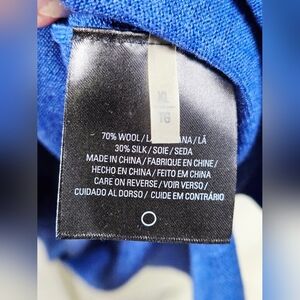 XL
TG
70% WOOL / LANA / LÃ
30% SILK / SOIE / SEDA
MADE IN CHINA / FABRIQUE EN CHINE /
HECHO EN CHINA / FEITO EM CHINA
CARE ON REVERSE / VOIR VERSO /
CUIDADO AL DORSO / CUIDE EM CONTRÁRIO